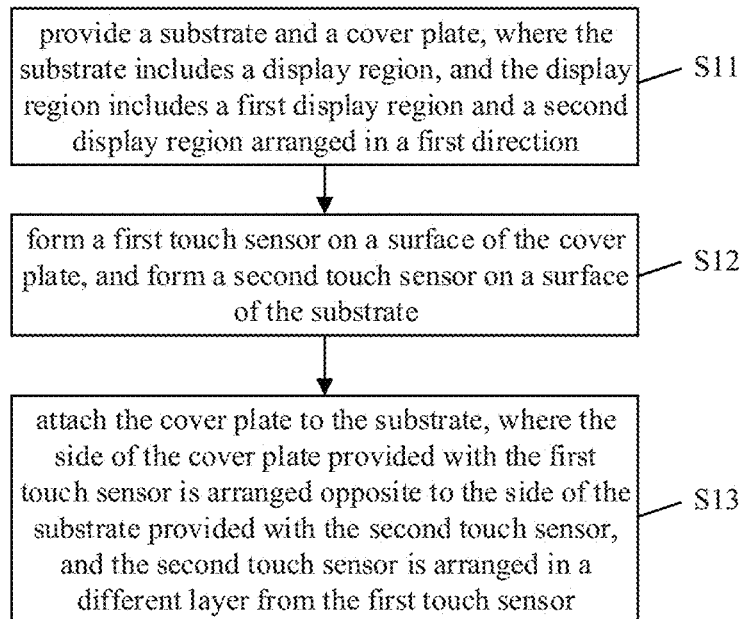 provide a substrate and a cover plate, where the
substrate includes a display region, and the display
region includes a first display region and a second
display region arranged in a first direction
S11
form a first touch sensor on a surface of the cover
plate, and form a second touch sensor on a surface
of the substrate
S12
attach the cover plate to the substrate, where the
side of the cover plate provided with the first
touch sensor is arranged opposite to the side of the
substrate provided with the second touch sensor,
and the second touch sensor is arranged in a
different layer from the first touch sensor
S13